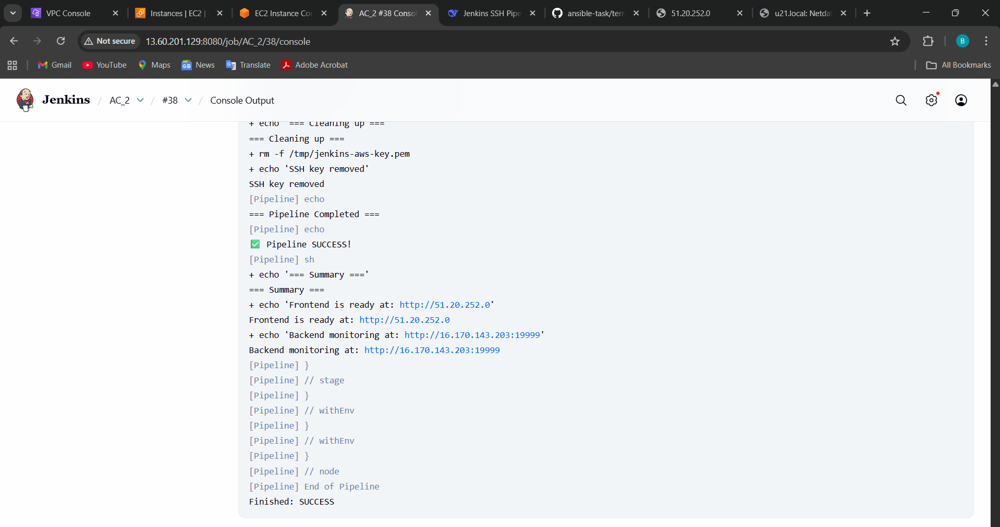 VPC Console
Instances | EC2 |
EC2 Instance Con
AC_2 #38 Consol
Jenkins SSH Pipe
ansible-task/terr
51.20.252.0
u21.local: Netdat
Not secure
13.60.201.129:8080/job/AC_2/38/console
B
Gmail
YouTube
Maps
News
Translate
Adobe Acrobat
All Bookmarks
Jenkins / AC_2 / #38 / Console Output
+ echo '=== Cleaning up ===
=== Cleaning up ===
+ rm -f /tmp/jenkins-aws-key.pem
+ echo 'SSH key removed'
SSH key removed
[Pipeline] echo
=== Pipeline Completed ===
[Pipeline] echo
✅ Pipeline SUCCESS!
[Pipeline] sh
+ echo '=== Summary ==='
=== Summary ===
+ echo 'Frontend is ready at: http://51.20.252.0'
Frontend is ready at: http://51.20.252.0
+ echo 'Backend monitoring at: http://16.170.143.203:19999'
Backend monitoring at: http://16.170.143.203:19999
[Pipeline] }
[Pipeline] // stage
[Pipeline] }
[Pipeline] // withEnv
[Pipeline] }
[Pipeline] // withEnv
[Pipeline] }
[Pipeline] // node
[Pipeline] End of Pipeline
Finished: SUCCESS